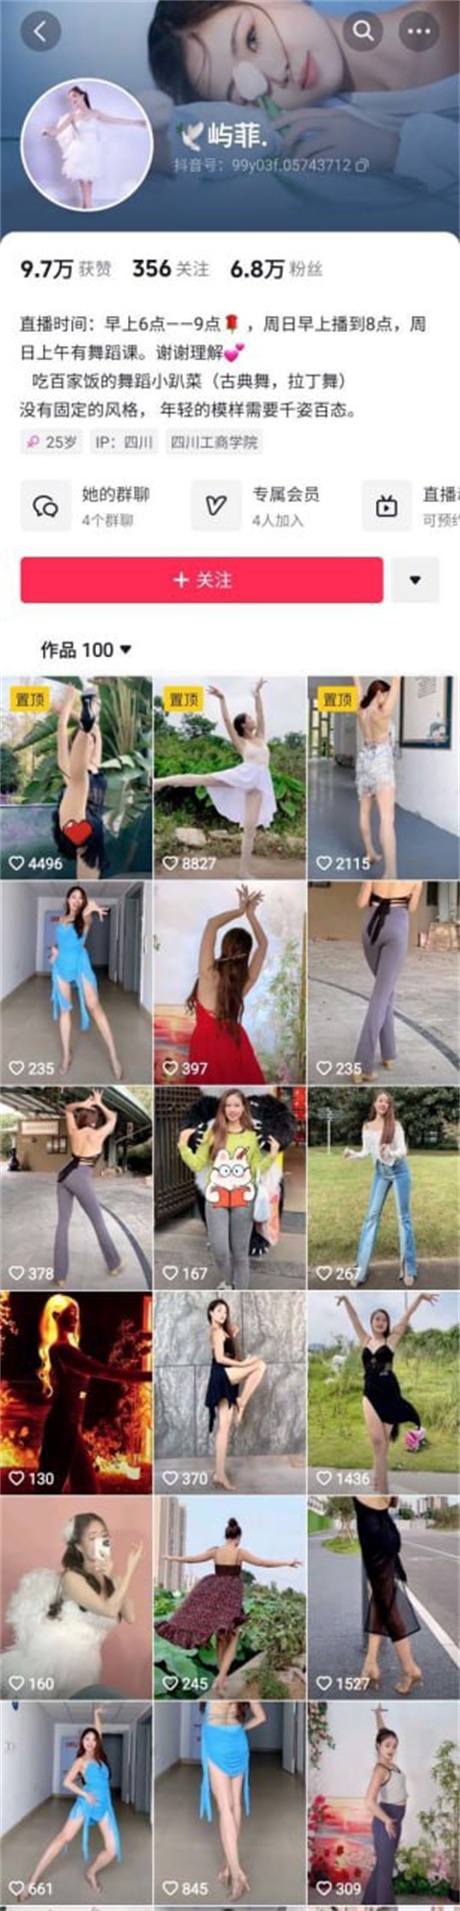 屿菲.
抖音号：99y03f.05743712
9.7万 获赞 356 关注 6.8万 粉丝
直播时间：早上6点——9点🌹，周日早上播到8点，周
日上午有舞蹈课。谢谢理解💕
吃百家饭的舞蹈小趴菜（古典舞，拉丁舞）
没有固定的风格，年轻的模样需要千姿百态。
25岁 IP：四川 四川工商学院
她的群聊 专属会员 直播
4个群聊 4人加入 可预
+ 关注
作品 100
置顶 置顶 置顶
4496 8827 2115
235 397 235
378 167 267
130 370 1436
160 245 1527
661 845 309